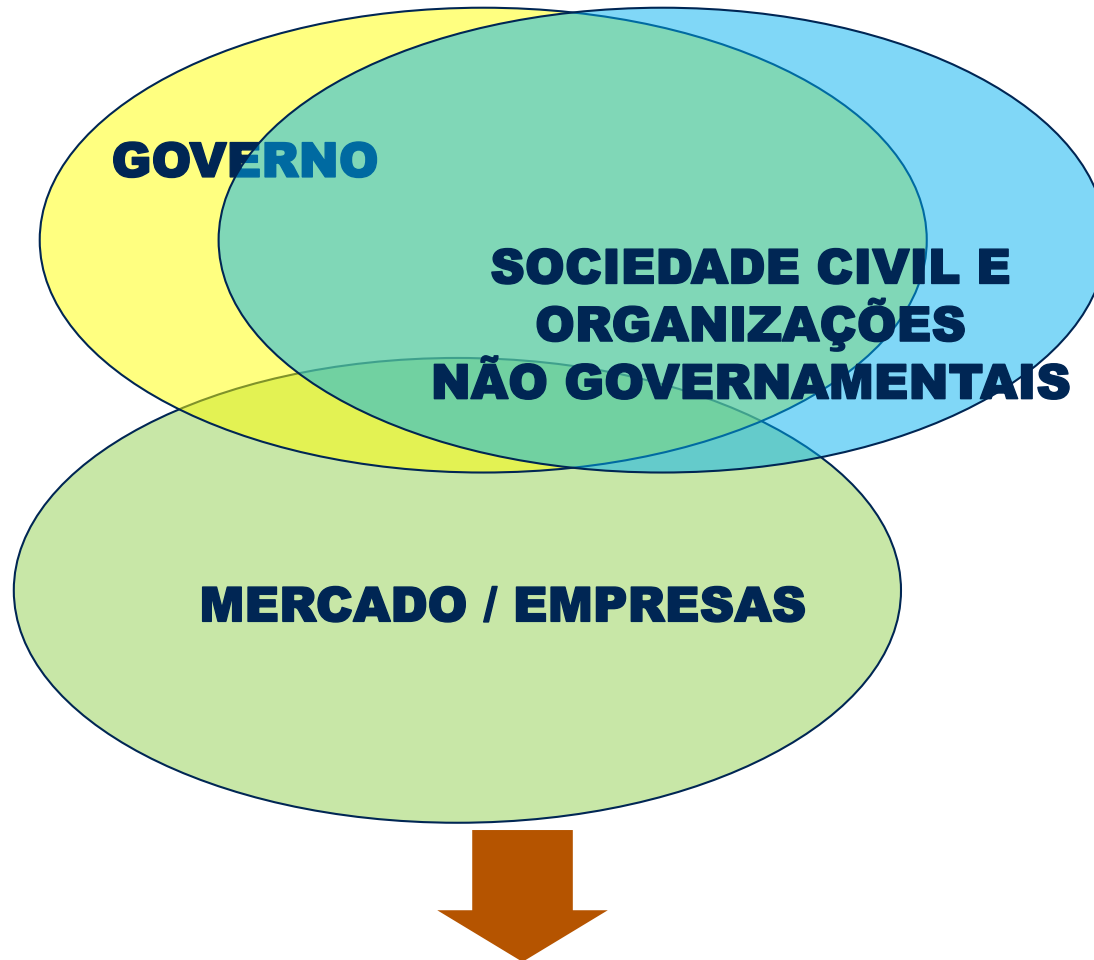 GOVERNO
SOCIEDADE CIVIL E
ORGANIZAÇÕES
NÃO GOVERNAMENTAIS
MERCADO / EMPRESAS